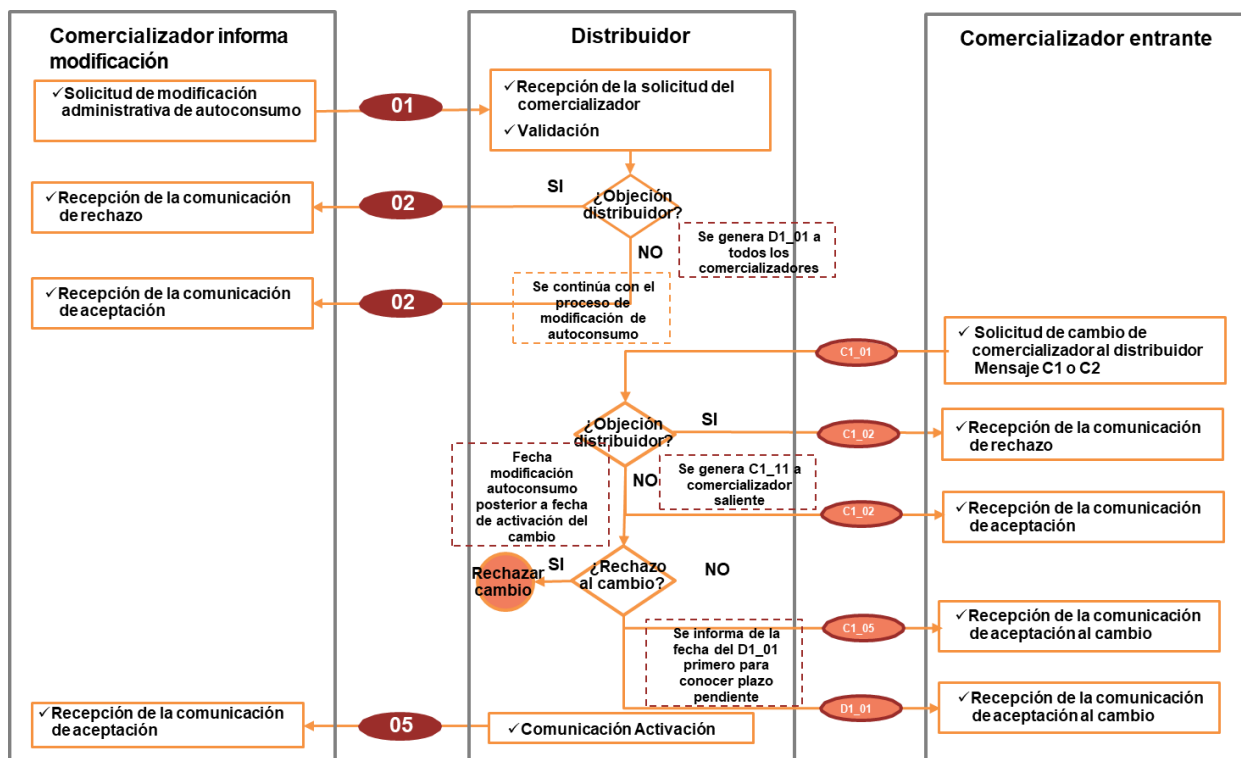 Comercializador informa
modificación
Distribuidor
Comercializador entrante
✓Solicitud de modificación
administrativa de autoconsumo
01
✓Recepción de la solicitud del
comercializador
✓Validación
SI
¿Objeción
distribuidor?
02
✓Recepción de la comunicación
de rechazo
NO
Se genera D1_01 a
todos los
comercializadores
✓Recepción de la comunicación
de aceptación
02
Se continúa con el
proceso de
modificación de
autoconsumo
C1_01
✓ Solicitud de cambio de
comercializador al distribuidor
Mensaje C1 o C2
¿Objeción
distribuidor?
SI
C1_02
✓Recepción de la comunicación
de rechazo
Fecha
modificación
autoconsumo
posterior a fecha
de activación del
cambio
NO
Se genera C1_11 a
comercializador
saliente
C1_02
✓Recepción de la comunicación
de aceptación
Rechazar
cambio
SI
¿Rechazo
al cambio?
NO
C1_05
✓Recepción de la comunicación
de aceptación al cambio
Se informa de la
fecha del D1_01
primero para
conocer plazo
pendiente
D1_01
✓Recepción de la comunicación
de aceptación al cambio
✓Recepción de la comunicación
de aceptación
05
✓Comunicación Activación